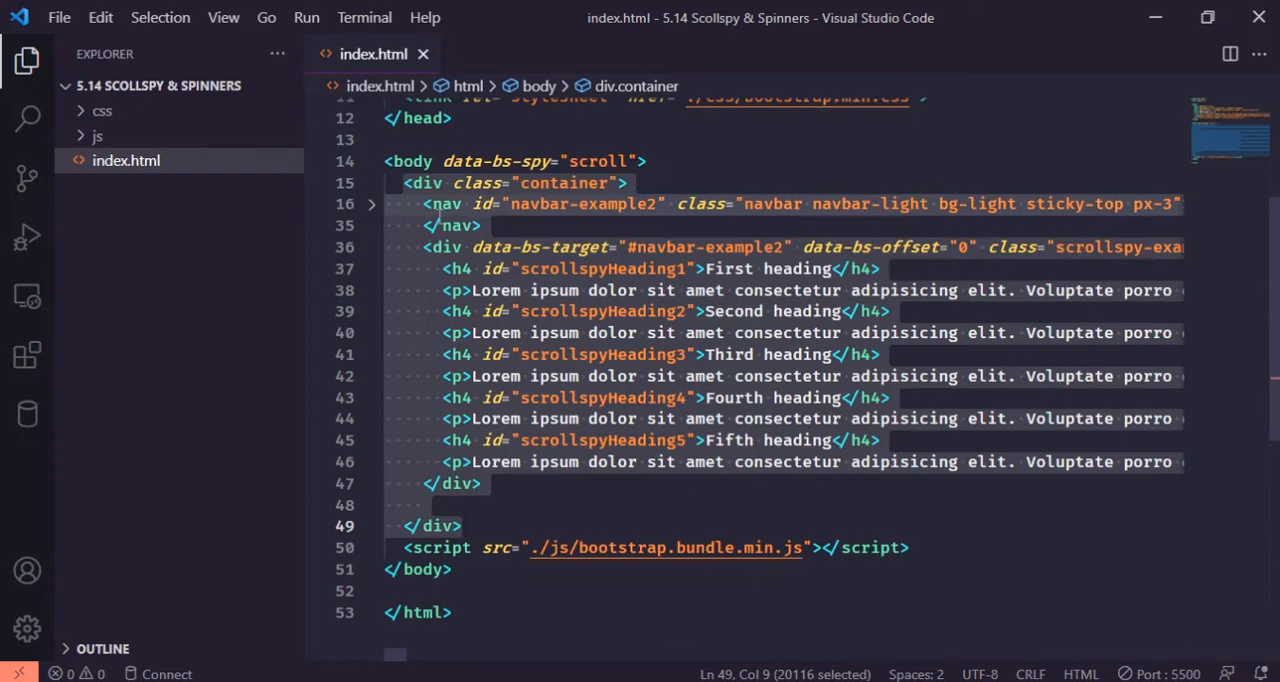 File Edit Selection View Go Run Terminal Help index.html - 5.14 Scollspy & Spinners - Visual Studio Code
EXPLORER
5.14 SCOLLSPY & SPINNERS
css
js
index.html
OUTLINE
index.html
index.html > html > body > div.container
12 </head>
13
14 <body data-bs-spy="scroll">
15 <div class="container">
16 <nav id="navbar-example2" class="navbar navbar-light bg-light sticky-top px-3"
35 </nav>
36 <div data-bs-target="#navbar-example2" data-bs-offset="0" class="scrollspy-exa
37 <h4 id="scrollspyHeading1">First heading</h4>
38 <p>Lorem ipsum dolor sit amet consectetur adipisicing elit. Voluptate porro
39 <h4 id="scrollspyHeading2">Second heading</h4>
40 <p>Lorem ipsum dolor sit amet consectetur adipisicing elit. Voluptate porro
41 <h4 id="scrollspyHeading3">Third heading</h4>
42 <p>Lorem ipsum dolor sit amet consectetur adipisicing elit. Voluptate porro
43 <h4 id="scrollspyHeading4">Fourth heading</h4>
44 <p>Lorem ipsum dolor sit amet consectetur adipisicing elit. Voluptate porro
45 <h4 id="scrollspyHeading5">Fifth heading</h4>
46 <p>Lorem ipsum dolor sit amet consectetur adipisicing elit. Voluptate porro
47 </div>
48
49 </div>
50 <script src="./js/bootstrap.bundle.min.js"></script>
51 </body>
52
53 </html>
0 0 Connect Ln 49, Col 9 (20116 selected) Spaces: 2 UTF-8 CRLF HTML Port : 5500